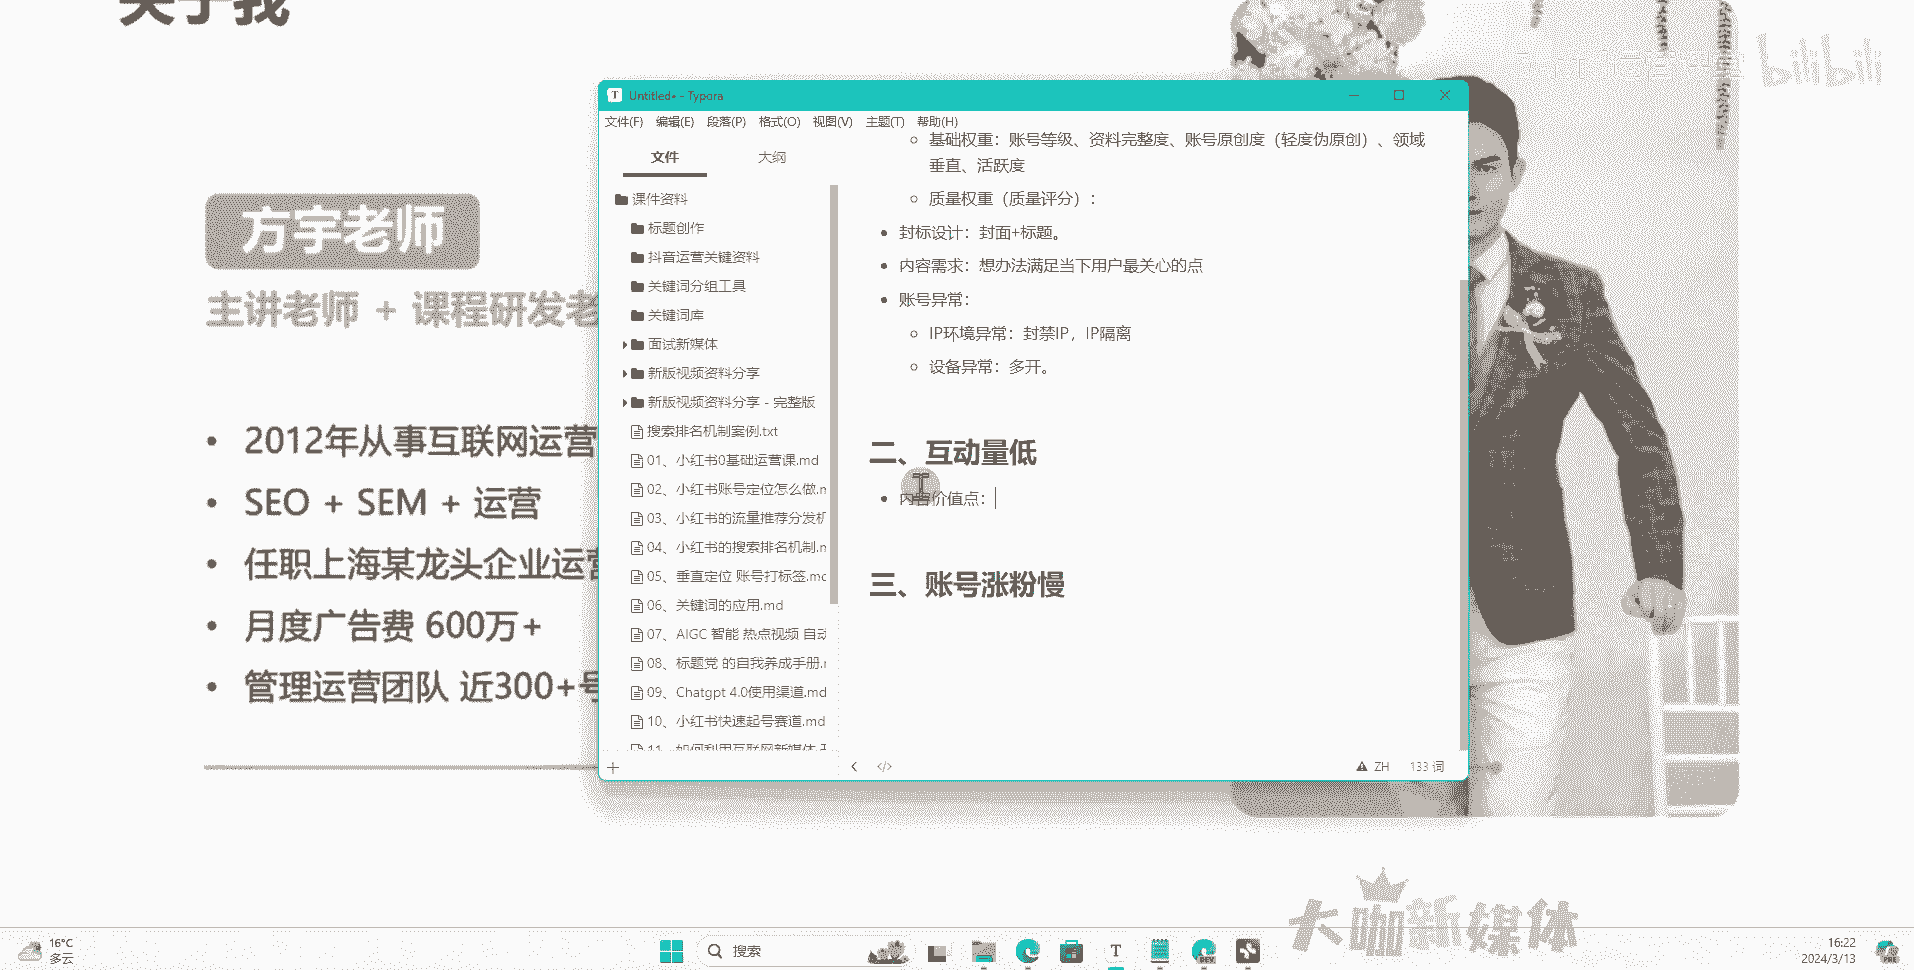 关于我
bilibili
方宇老师
主讲老师 + 课程研发老
2012年从事互联网运营
SEO + SEM + 运营
任职上海某龙头企业运营
月度广告费 600万+
管理运营团队 近300+号
Untitled• - Typora
文件(F) 编辑(E) 段落(P) 格式(O) 视图(V) 主题(T) 帮助(H)
文件 大纲
课件资料
标题创作
抖音运营关键资料
关键词分组工具
关键词库
面试新媒体
新版视频资料分享
新版视频资料分享 - 完整版
搜索排名机制案例.txt
01、小红书0基础运营课.md
02、小红书账号定位怎么做.m
03、小红书的流量推荐分发机
04、小红书的搜索排名机制.m
05、垂直定位 账号打标签.md
06、关键词的应用.md
07、AIGC 智能 热点视频 自动
08、标题党 的自我养成手册.m
09、Chatgpt 4.0使用渠道.md
10、小红书快速起号赛道.md
11、如何利用互联网新媒体
基础权重：账号等级、资料完整度、账号原创度（轻度伪原创）、领域
垂直、活跃度
质量权重（质量评分）：
封标设计：封面+标题。
内容需求：想办法满足当下用户最关心的点
账号异常：
IP环境异常：封禁IP，IP隔离
设备异常：多开。
二、互动量低
内容价值点：
三、账号涨粉慢
ZH 133 词
大咖新媒体
16°C
多云
搜索
16:22
2024/3/13